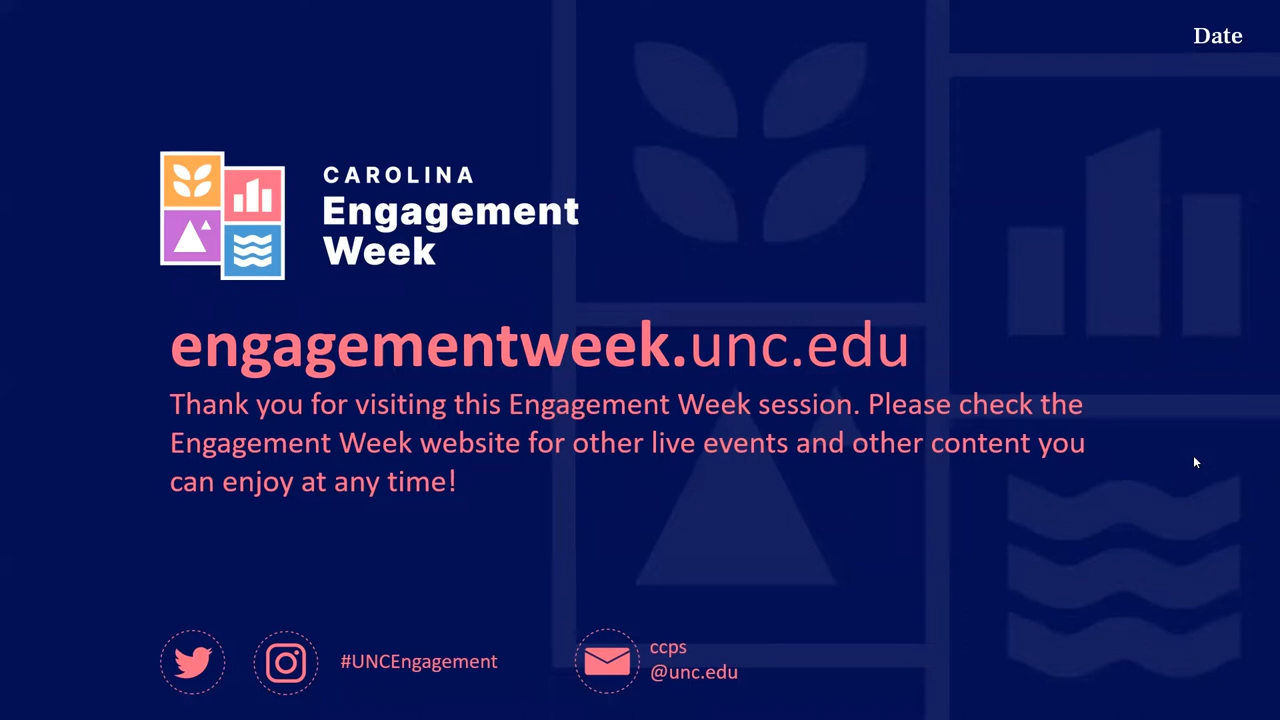 Date
CAROLINA
Engagement
Week
engagementweek.unc.edu
Thank you for visiting this Engagement Week session. Please check the
Engagement Week website for other live events and other content you
can enjoy at any time!
#UNCEngagement
ccps
@unc.edu